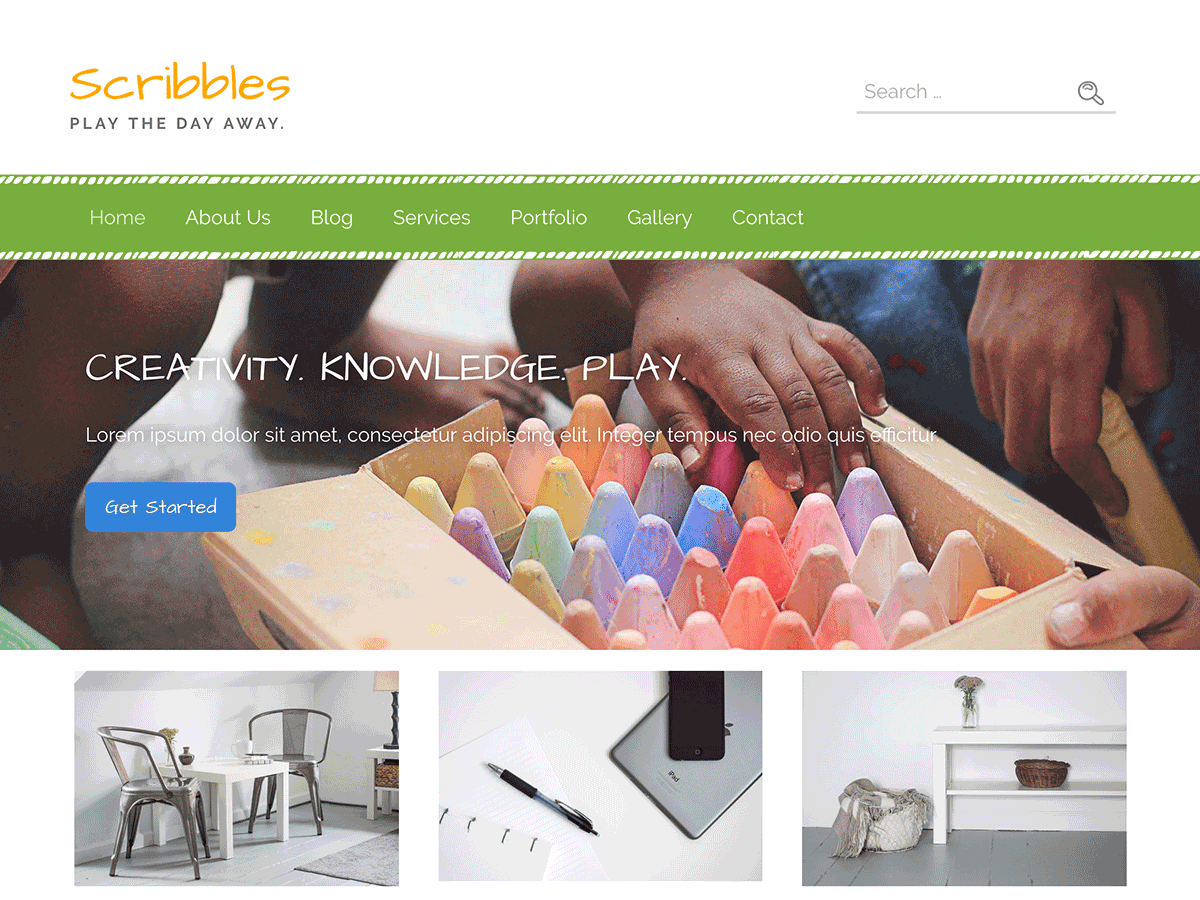 Scribbles
PLAY THE DAY AWAY.
Search ...
Home About Us Blog Services Portfolio Gallery Contact
CREATIVITY. KNOWLEDGE. PLAY.
Lorem ipsum dolor sit amet, consectetur adipiscing elit. Integer tempus nec odio quis efficitur.
Get Started
iPad